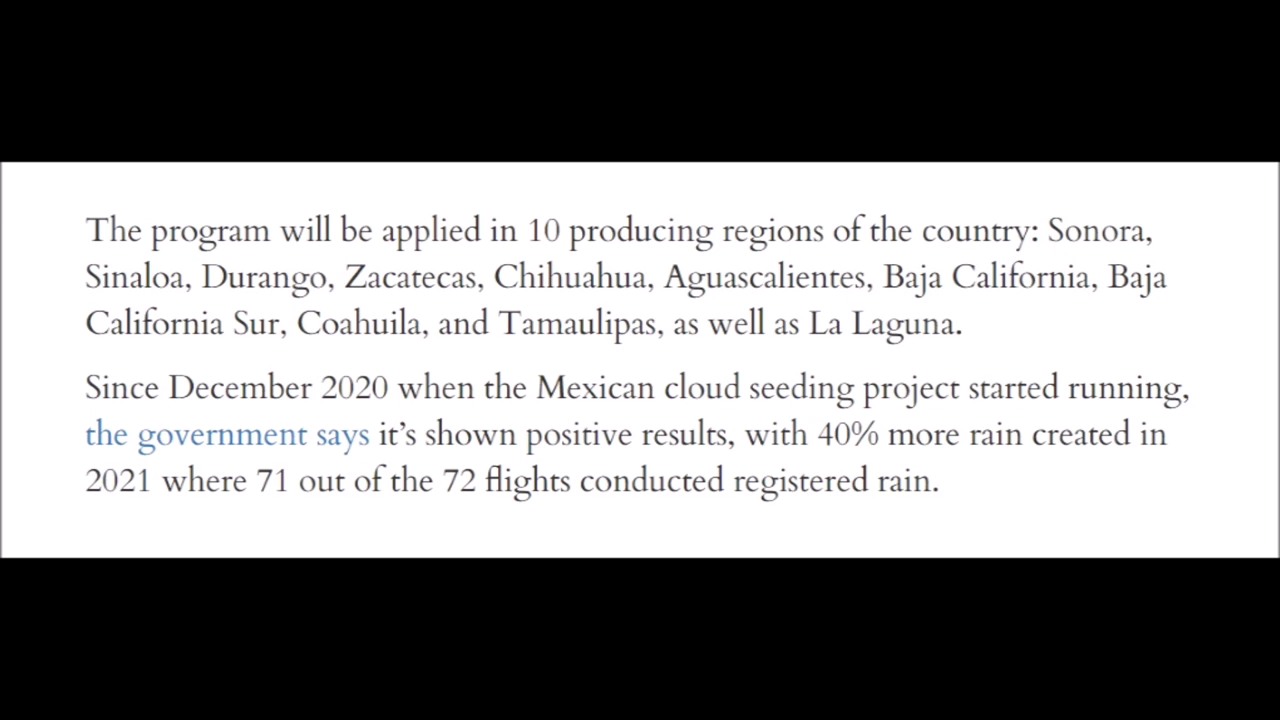 The program will be applied in 10 producing regions of the country: Sonora,
Sinaloa, Durango, Zacatecas, Chihuahua, Aguascalientes, Baja California, Baja
California Sur, Coahuila, and Tamaulipas, as well as La Laguna.
Since December 2020 when the Mexican cloud seeding project started running,
the government says it’s shown positive results, with 40% more rain created in
2021 where 71 out of the 72 flights conducted registered rain.